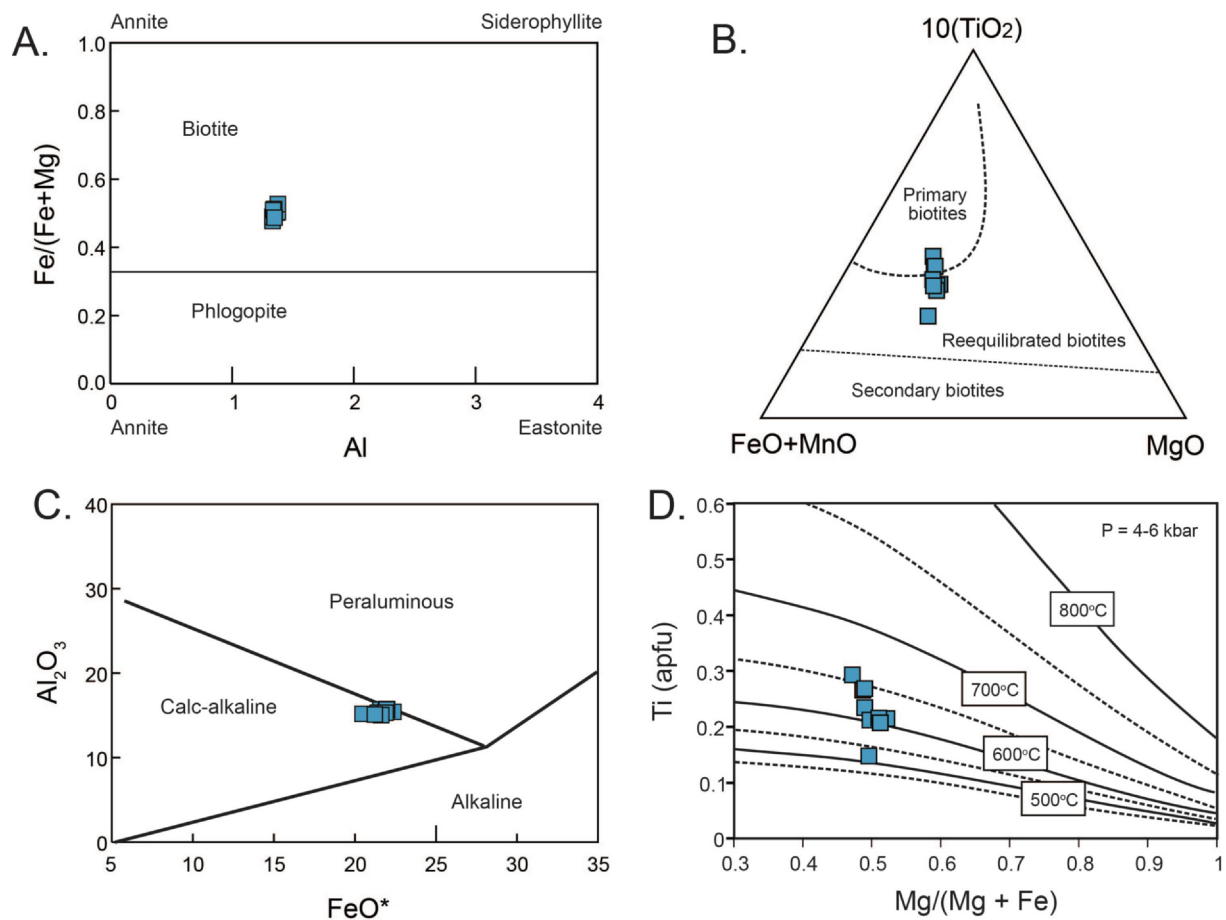 A.
Annite
Siderophyllite
1.0
0.8
0.6
0.4
0.2
0.0
Fe/(Fe+Mg)
Biotite
Phlogopite
0
1
2
3
4
Annite
Eastonite
Al
B.
10(TiO2)
Primary
biotites
Reequilibrated biotites
Secondary biotites
FeO+MnO
MgO
C.
40
30
20
10
0
Al2O3
Peraluminous
Calc-alkaline
Alkaline
5
10
15
20
25
30
35
FeO*
D.
0.6
0.5
0.4
0.3
0.2
0.1
0
Ti (apfu)
P = 4-6 kbar
800°C
700°C
600°C
500°C
0.3
0.4
0.5
0.6
0.7
0.8
0.9
1
Mg/(Mg + Fe)